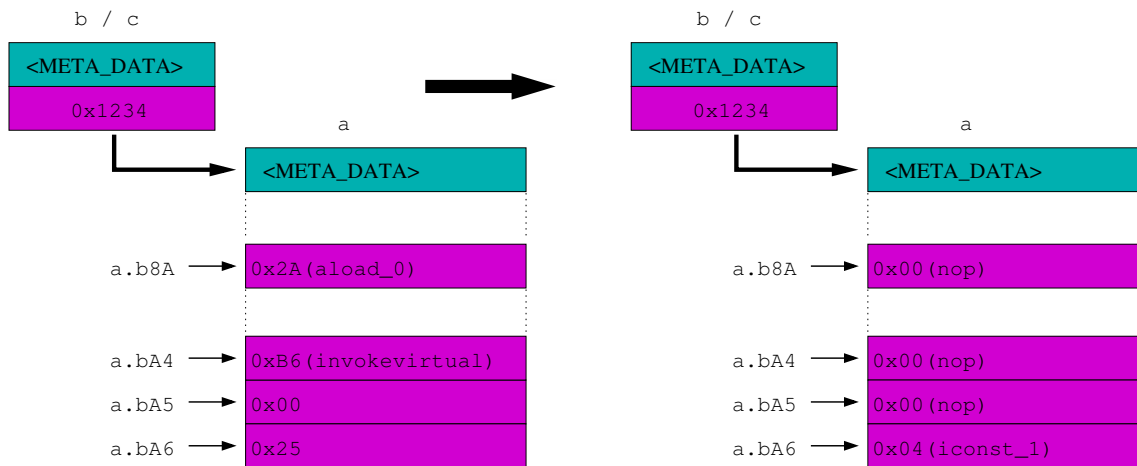 b / c
<META_DATA>
0x1234
a
<META_DATA>
a.b8A
0x2A(aload_0)
a.bA4
0xB6(invokevirtual)
a.bA5
0x00
a.bA6
0x25
b / c
<META_DATA>
0x1234
a
<META_DATA>
a.b8A
0x00(nop)
a.bA4
0x00(nop)
a.bA5
0x00(nop)
a.bA6
0x04(iconst_1)